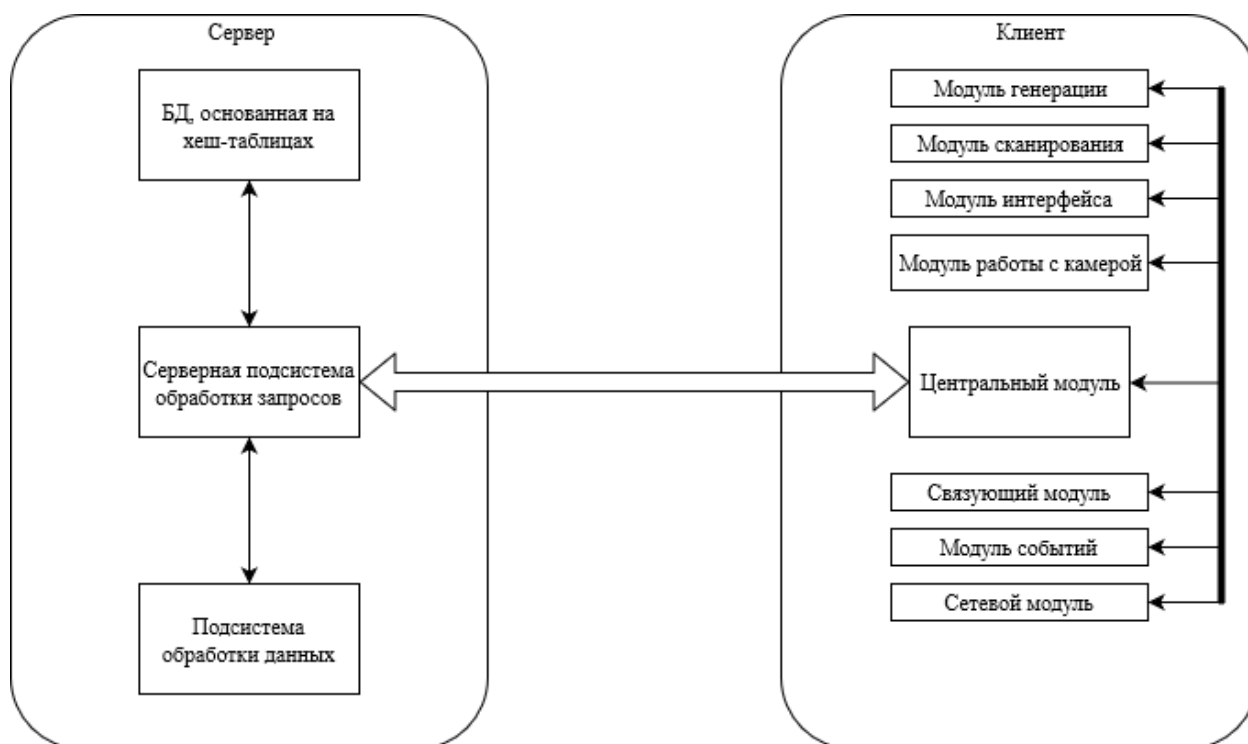 Сервер
БД, основанная на
хеш-таблицах
Серверная подсистема
обработки запросов
Подсистема
обработки данных
Клиент
Модуль генерации
Модуль сканирования
Модуль интерфейса
Модуль работы с камерой
Центральный модуль
Связующий модуль
Модуль событий
Сетевой модуль